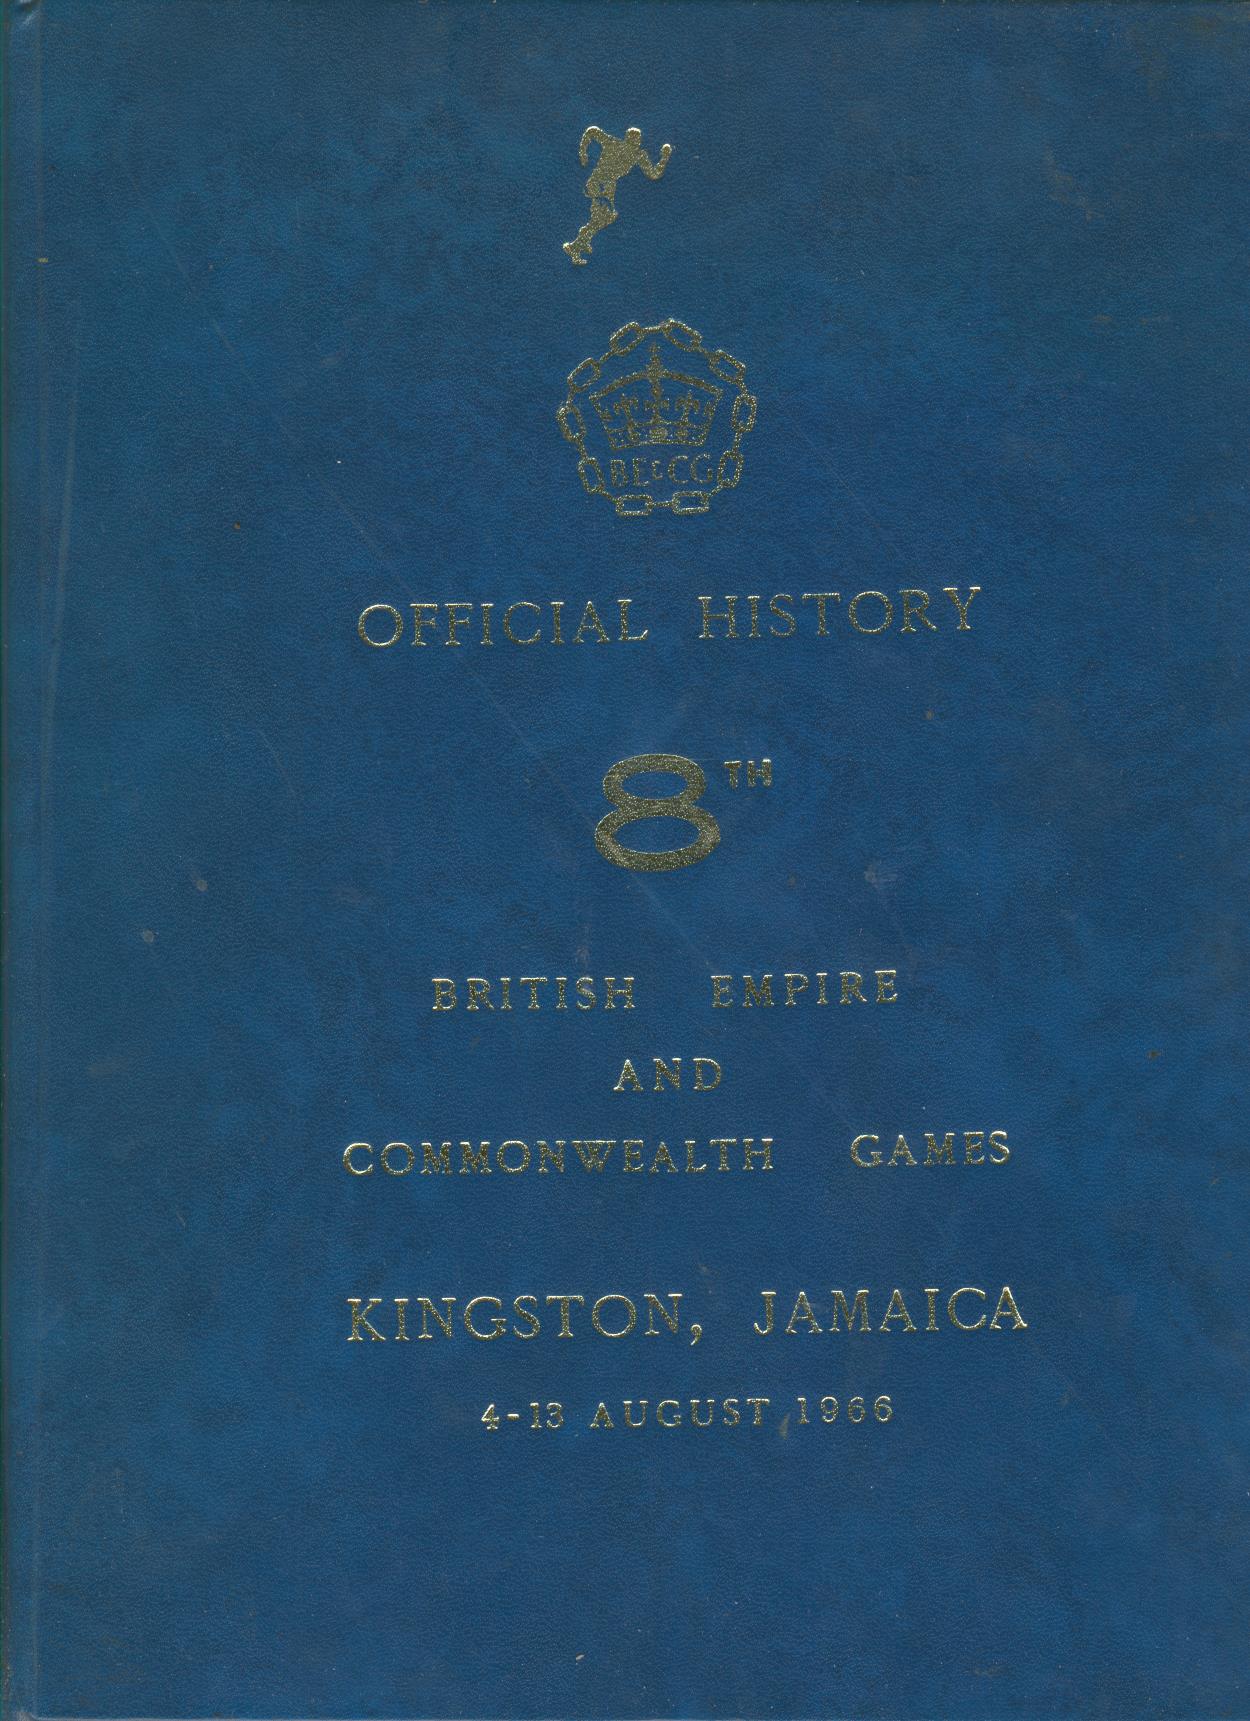 BE&CG
OFFICIAL HISTORY
8TH
BRITISH EMPIRE
AND
COMMONWEALTH GAMES
KINGSTON, JAMAICA
4-13 AUGUST 1966